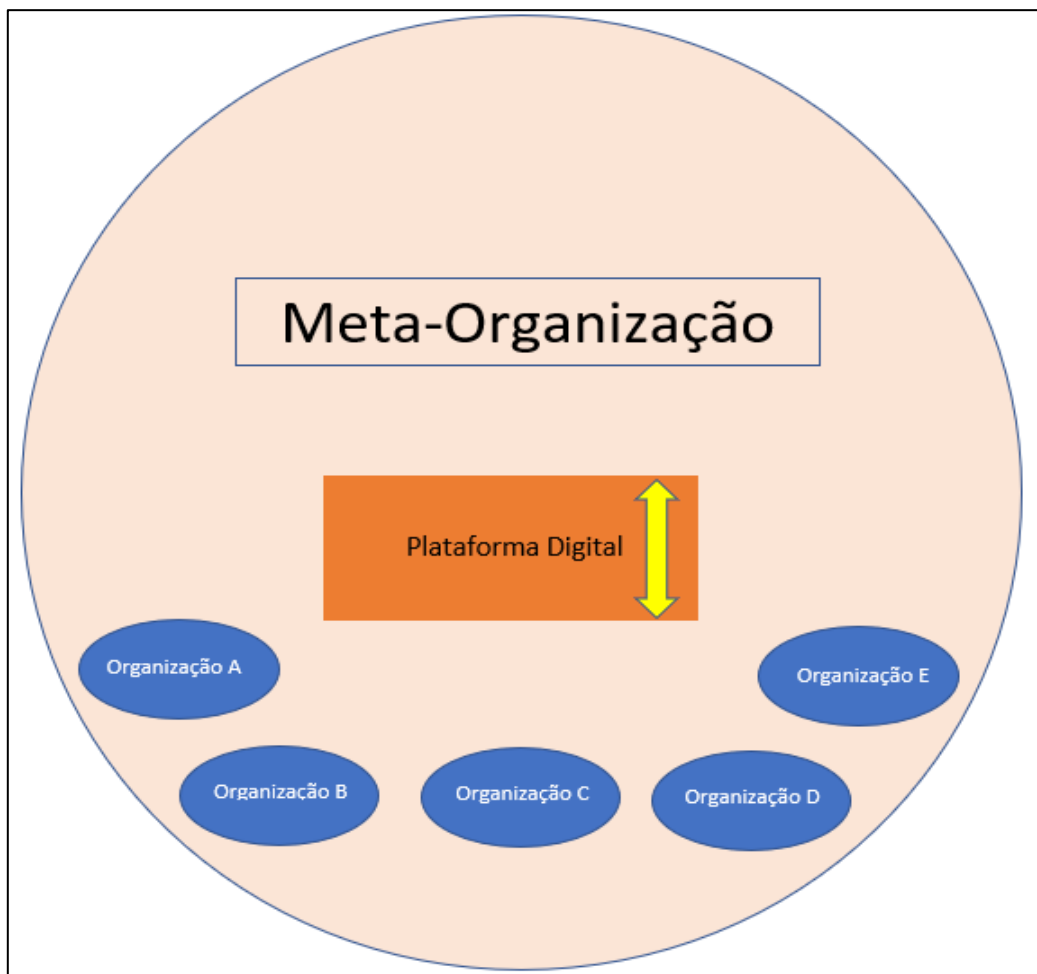 Meta-Organização
Plataforma Digital
Organização A
Organização E
Organização B
Organização C
Organização D